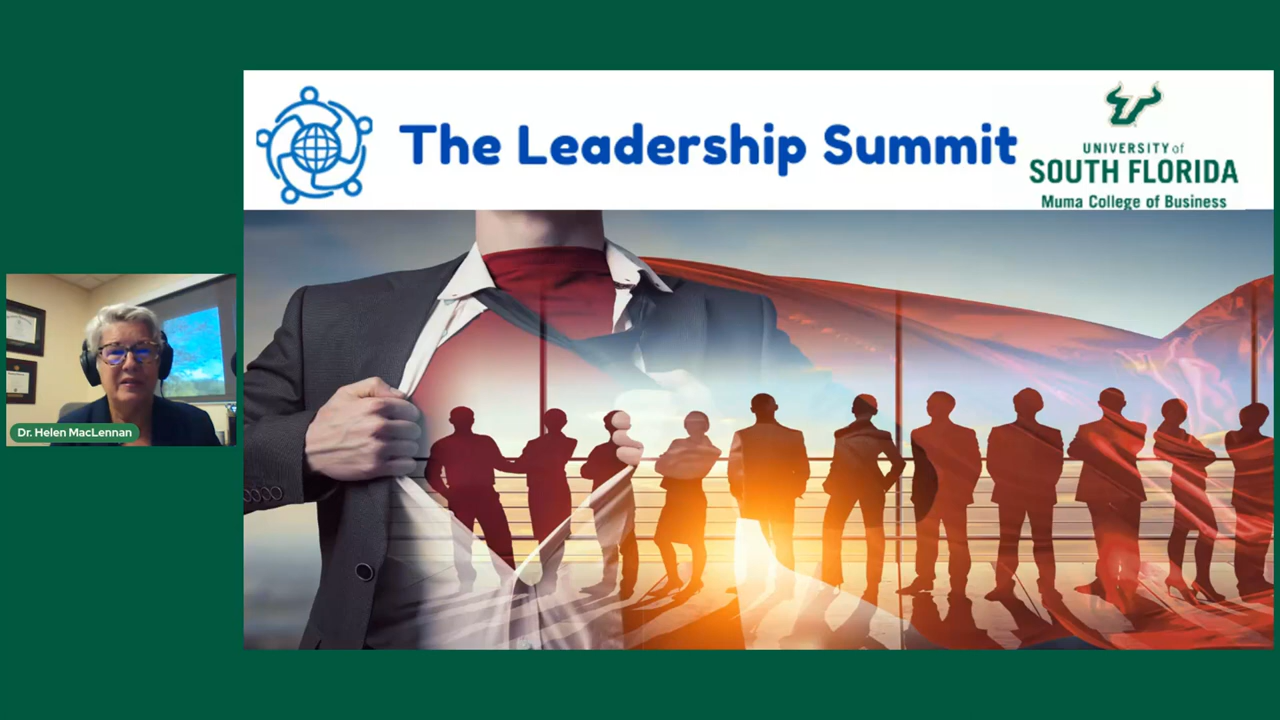 The Leadership Summit
UNIVERSITY of
SOUTH FLORIDA
Muma College of Business
Dr. Helen MacLennan